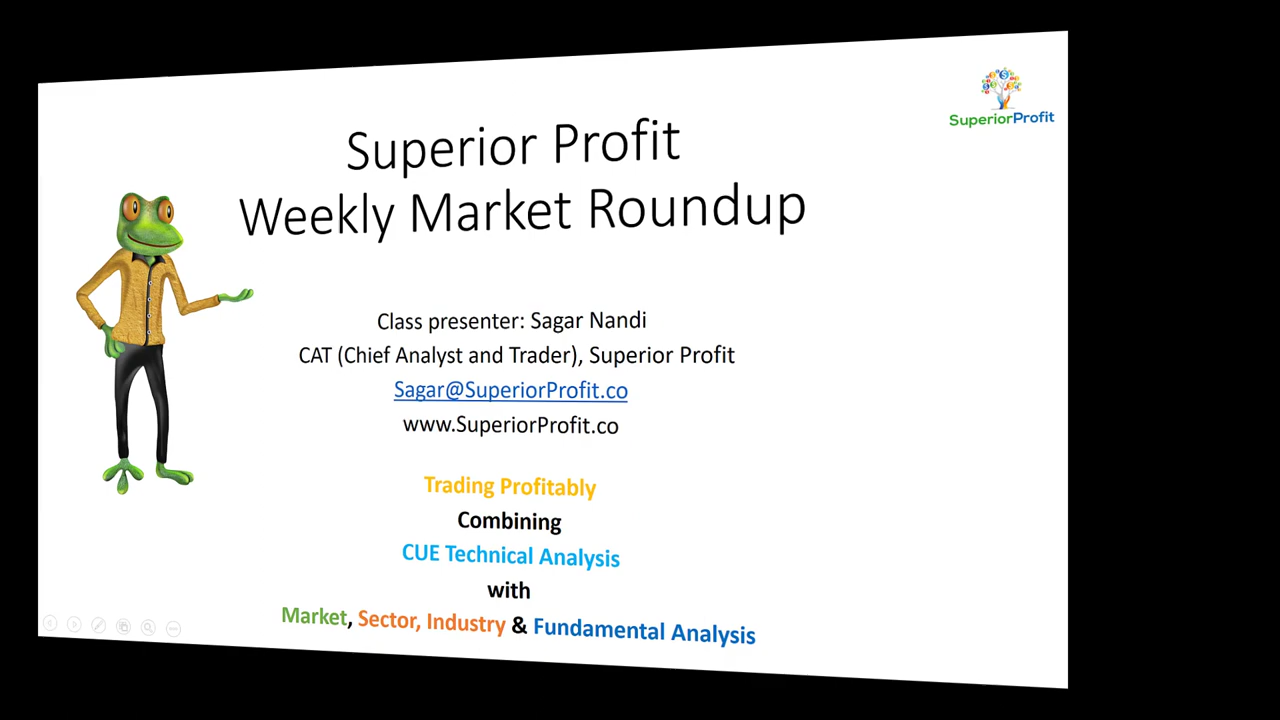 SuperiorProfit
Superior Profit
Weekly Market Roundup
Class presenter: Sagar Nandi
CAT (Chief Analyst and Trader), Superior Profit
Sagar@SuperiorProfit.co
www.SuperiorProfit.co
Trading Profitably
Combining
CUE Technical Analysis
with
Market, Sector, Industry & Fundamental Analysis